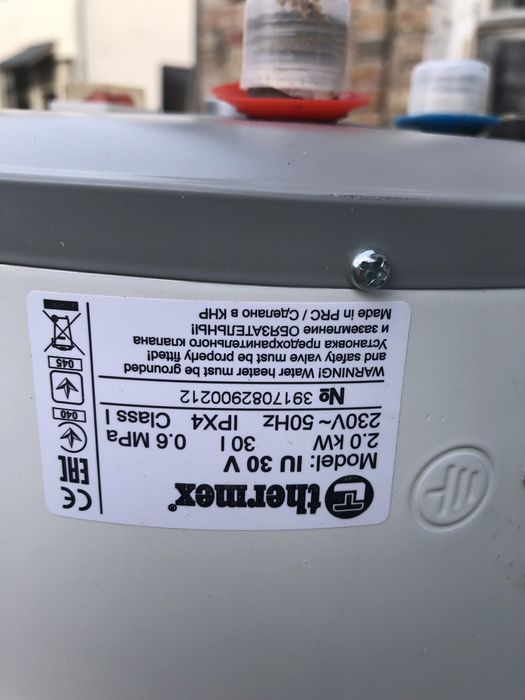 thermex®
Model: IU 30 V
2.0 kW 30 l 0.6 MPa
230V~ 50Hz IPX4 Class I
№ 3917082900212
WARNING! Water heater must be grounded
and safety valve must be properly fitted!
Установка предохранительного клапана
и заземление ОБЯЗАТЕЛЬНЫ!
Made in PRC / Сделано в КНР
CE
EAC
040
045